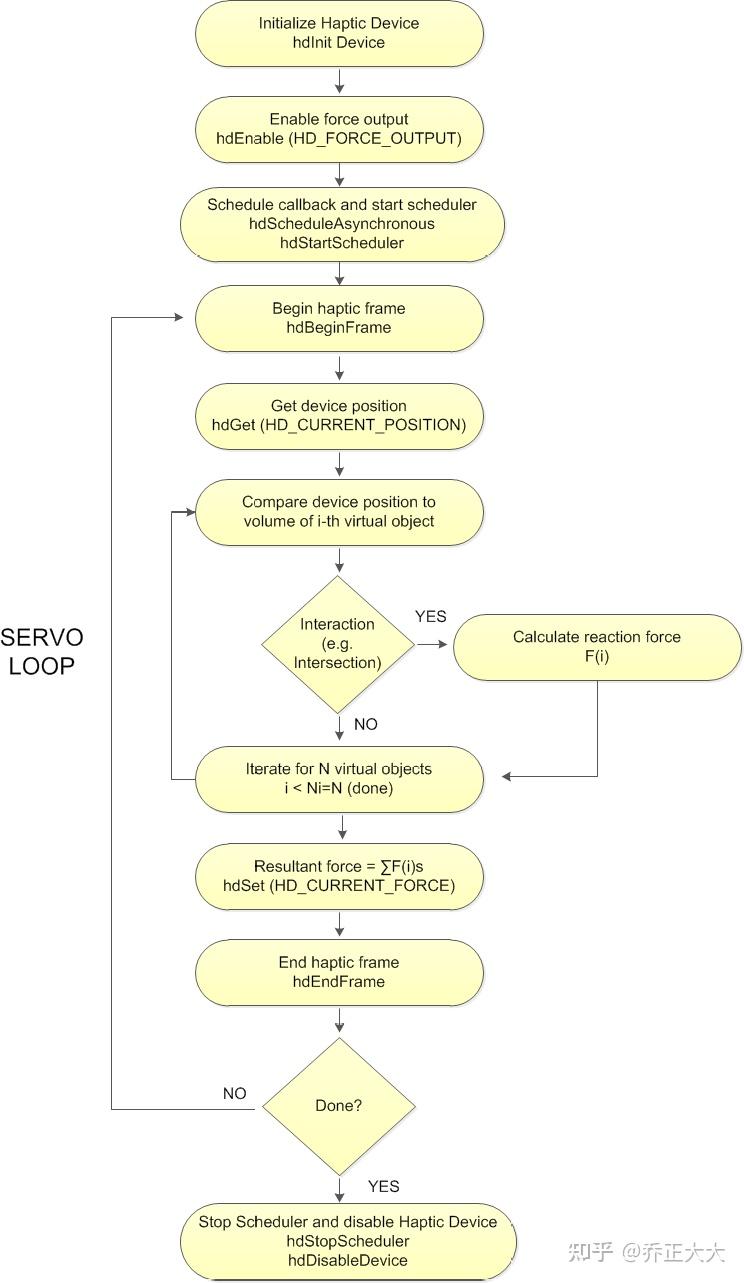 Initialize Haptic Device
hdInit Device
Enable force output
hdEnable (HD_FORCE_OUTPUT)
Schedule callback and start scheduler
hdScheduleAsynchronous
hdStartScheduler
Begin haptic frame
hdBeginFrame
Get device position
hdGet (HD_CURRENT_POSITION)
Compare device position to
volume of i-th virtual object
Interaction
(e.g.
Intersection)
YES
Calculate reaction force
F(i)
SERVO
LOOP
NO
Iterate for N virtual objects
i < Ni=N (done)
Resultant force = ∑F(i)s
hdSet (HD_CURRENT_FORCE)
End haptic frame
hdEndFrame
NO
Done?
YES
Stop Scheduler and disable Haptic Device
hdStopScheduler
hdDisableDevice
知乎 @乔正大大